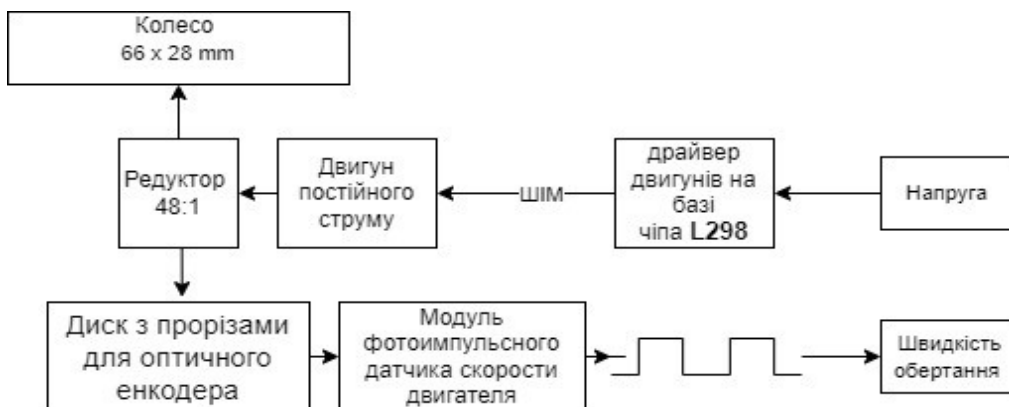 Колесо
66 x 28 mm
Редуктор
48:1
Двигун
постійного
струму
ШІМ
драйвер
двигунів на
базі
чіпа L298
Напруга
Диск з прорізами
для оптичного
енкодера
Модуль
фотоимпульсного
датчика скорости
двигателя
Швидкість
обертання